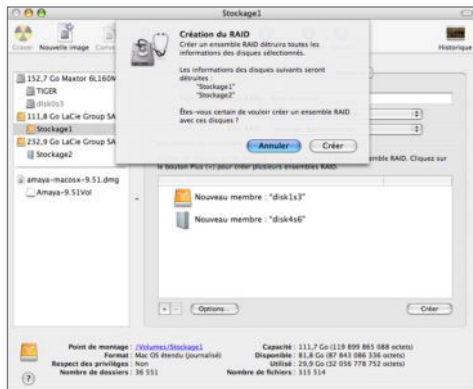 Stockage1
Graver
Nouvelle image
Historique
Création du RAID
Créer un ensemble RAID détruira toutes les
informations des disques sélectionnés.
Les informations des disques suivants seront
détruites :
"Stockage1"
"Stockage2"
Êtes-vous certain de vouloir créer un ensemble RAID
avec ces disques ?
Annuler
Créer
152,7 Go Maxtor 6L160M
TIGER
disk0s3
111,8 Go LaCie Group SA
Stockage1
232,9 Go LaCie Group SA
Stockage2
amaya-macosx-9.51.dmg
Amaya-9.51Vol
ensemble RAID. Cliquez sur
le bouton Plus (+) pour créer plusieurs ensembles RAID.
Nouveau membre : "disk1s3"
Nouveau membre : "disk4s6"
+ - Options... Créer
Point de montage : /Volumes/Stockage1
Format : Mac OS étendu (journalisé)
Respect des privilèges : Non
Nombre de dossiers : 36 551
Capacité : 111,7 Go (119 899 865 088 octets)
Disponible : 81,8 Go (87 843 086 336 octets)
Utilisé : 29,9 Go (32 056 778 752 octets)
Nombre de fichiers : 315 514
?